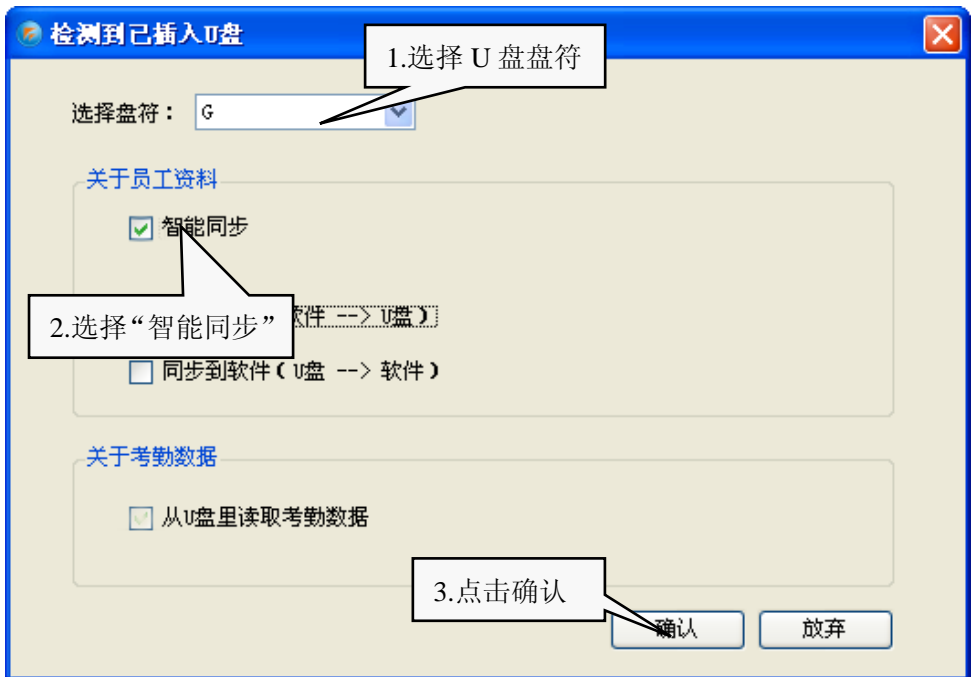 检测到已插入U盘
1.选择 U 盘盘符
选择盘符： G
关于员工资料
智能同步
2.选择“智能同步”
软件 --> U盘）
同步到软件（U盘 --> 软件）
关于考勤数据
从U盘里读取考勤数据
3.点击确认
确认
放弃